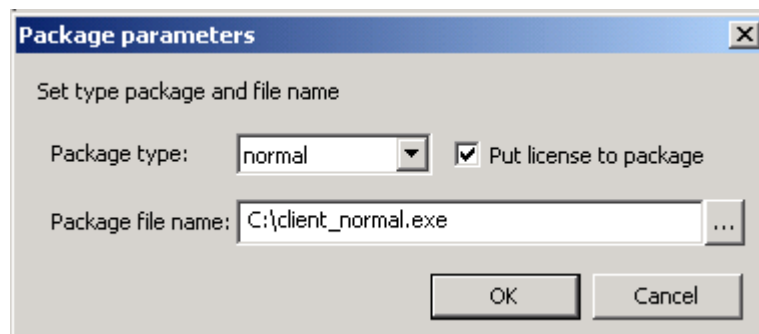 Package parameters
Set type package and file name
Package type: normal Put license to package
Package file name: C:\client_normal.exe ...
OK Cancel